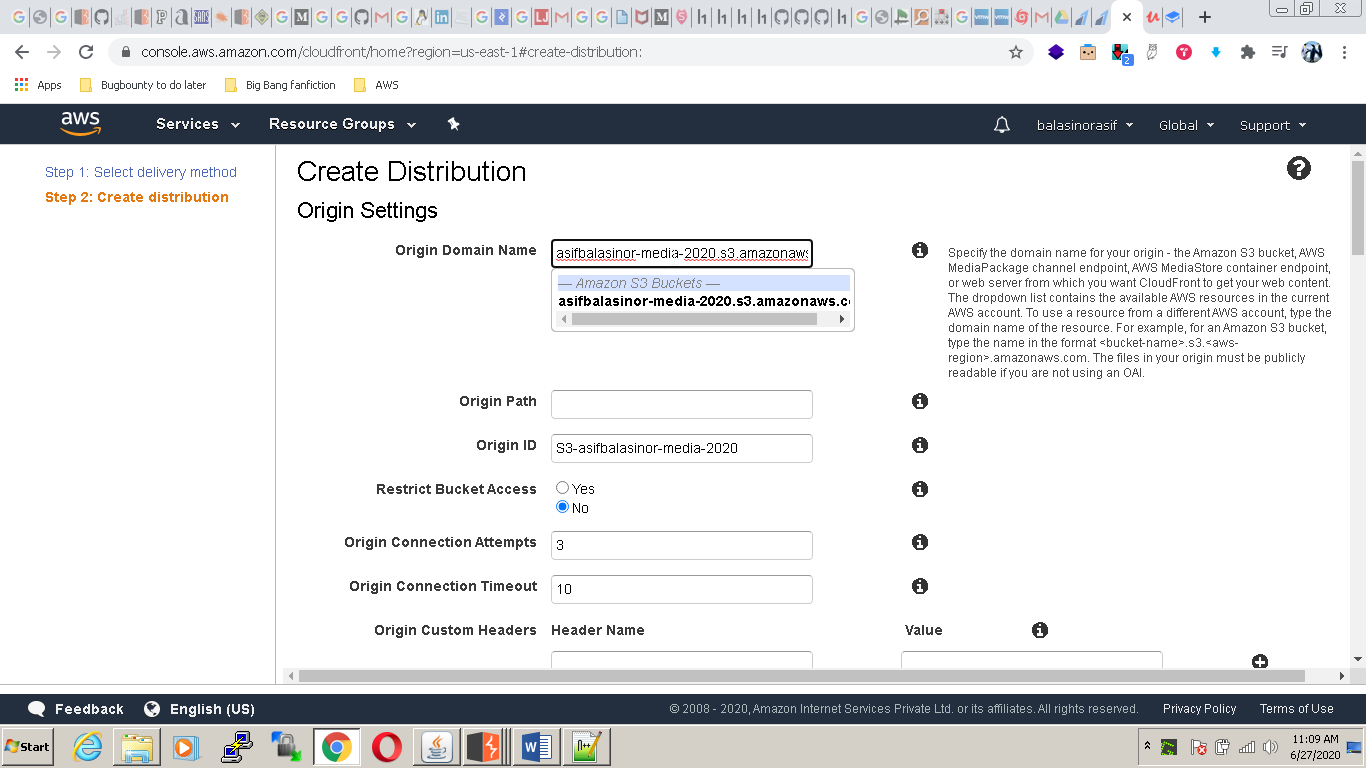 console.aws.amazon.com/cloudfront/home?region=us-east-1#create-distribution:
2
Apps
Bugbounty to do later
Big Bang fanfiction
AWS
aws
Services
Resource Groups
balasinorasif
Global
Support
Step 1: Select delivery method
Step 2: Create distribution
Create Distribution
Origin Settings
Origin Domain Name
asifbalasinor-media-2020.s3.amazonaws
— Amazon S3 Buckets —
asifbalasinor-media-2020.s3.amazonaws.c
Specify the domain name for your origin - the Amazon S3 bucket, AWS
MediaPackage channel endpoint, AWS MediaStore container endpoint,
or web server from which you want CloudFront to get your web content.
The dropdown list contains the available AWS resources in the current
AWS account. To use a resource from a different AWS account, type the
domain name of the resource. For example, for an Amazon S3 bucket,
type the name in the format <bucket-name>.s3.<aws-
region>.amazonaws.com. The files in your origin must be publicly
readable if you are not using an OAI.
Origin Path
Origin ID
S3-asifbalasinor-media-2020
Restrict Bucket Access
Yes
No
Origin Connection Attempts
3
Origin Connection Timeout
10
Origin Custom Headers
Header Name
Value
Feedback
English (US)
© 2008 - 2020, Amazon Internet Services Private Ltd. or its affiliates. All rights reserved.
Privacy Policy
Terms of Use
Start
11:09 AM
6/27/2020